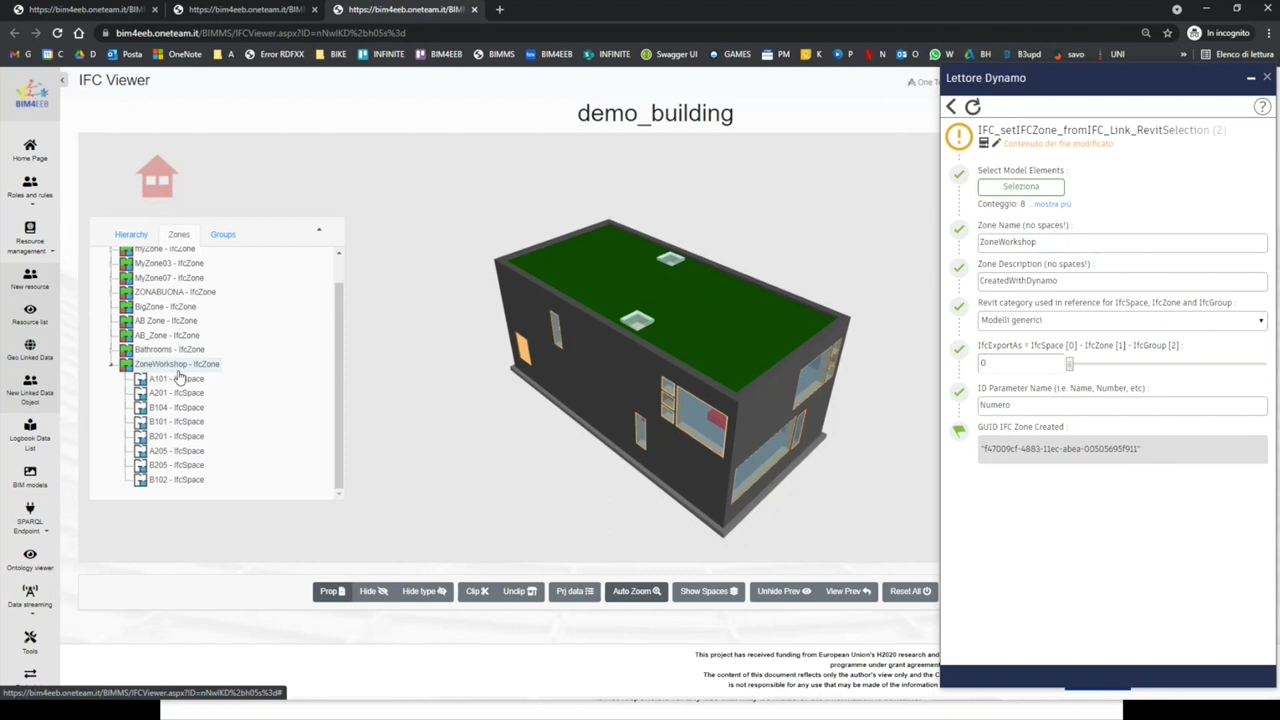 https://bim4eeb.oneteam.it/BIMMS/
https://bim4eeb.oneteam.it/BIMMS/
https://bim4eeb.oneteam.it/BIMMS/
bim4eeb.oneteam.it/BIMMS/IFCViewer.aspx?ID=nNwIKD%2bh05s%3d
In incognito
G C Posta OneNote A Error RDFXX BIKE INFINITE BIM4EEB BIMMS BIM4EEB INFINITE Swagger UI GAMES PM K P N O W BH B3upd savo UNI » Elenco di lettura
BIM4EEB
IFC Viewer
One T
demo_building
Home Page
Roles and rules
Resource management
New resource
Resource list
Geo Linked Data
New Linked Data Object
Logbook Data List
BIM models
SPARQL Endpoint
Ontology viewer
Data streaming
Tools
Hierarchy Zones Groups
MyZone - IfcZone
MyZone03 - IfcZone
MyZone07 - IfcZone
ZONABUONA - IfcZone
BigZone - IfcZone
AB Zone - IfcZone
AB_Zone - IfcZone
Bathrooms - IfcZone
ZoneWorkshop - IfcZone
A101 - IfcSpace
A201 - IfcSpace
B104 - IfcSpace
B101 - IfcSpace
B201 - IfcSpace
A205 - IfcSpace
B205 - IfcSpace
B102 - IfcSpace
Prop Hide Hide type Clip Unclip Prj data Auto Zoom Show Spaces Unhide Prev View Prev Reset All
This project has received funding from European Union's H2020 research and
programme under grant agreement
The content of this document reflects only the author's view only and the C
is not responsible for any use that may be made of the information
https://bim4eeb.oneteam.it/BIMMS/IFCViewer.aspx?ID=nNwIKD%2bh05s%3d#
Lettore Dynamo
IFC_setIFCZone_fromIFC_Link_RevitSelection (2)
Contenuto del file modificato
Select Model Elements :
Seleziona
Conteggio: 8 ...mostra più
Zone Name (no spaces!) :
ZoneWorkshop
Zone Description (no spaces!) :
CreatedWithDynamo
Revit category used in reference for IfcSpace, IfcZone and IfcGroup :
Modelli generici
IfcExportAs = IfcSpace [0] - IfcZone [1] - IfcGroup [2] :
0
ID Parameter Name (i.e. Name, Number, etc) :
Numero
GUID IFC Zone Created :
"f47009cf-4883-11ec-abea-00505695f911"